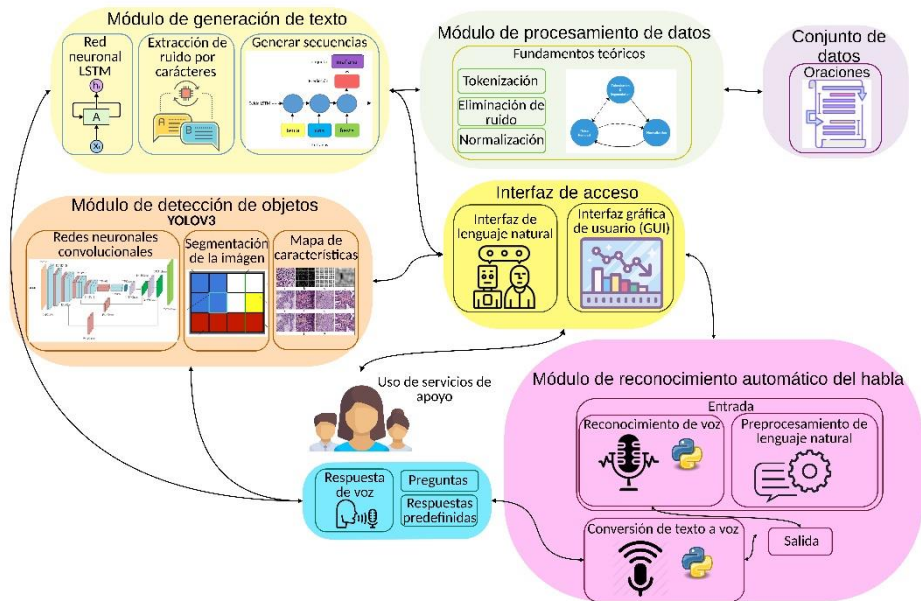 Módulo de generación de texto
Red
neuronal
LSTM
Extracción de
ruido por
carácteres
Generar secuencias
Módulo de procesamiento de datos
Fundamentos teóricos
Tokenización
Eliminación de
ruido
Normalización
Conjunto de
datos
Oraciones
Módulo de detección de objetos
YOLOV3
Redes neuronales
convolucionales
Segmentación
de la imágen
Mapa de
características
Interfaz de acceso
Interfaz de
lenguaje natural
Interfaz gráfica
de usuario (GUI)
Uso de servicios de
apoyo
Respuesta
de voz
Preguntas
Respuestas
predefinidas
Módulo de reconocimiento automático del habla
Entrada
Reconocimiento de voz
Preprocesamiento de
lenguaje natural
Conversión de texto a voz
Salida
A
A
B